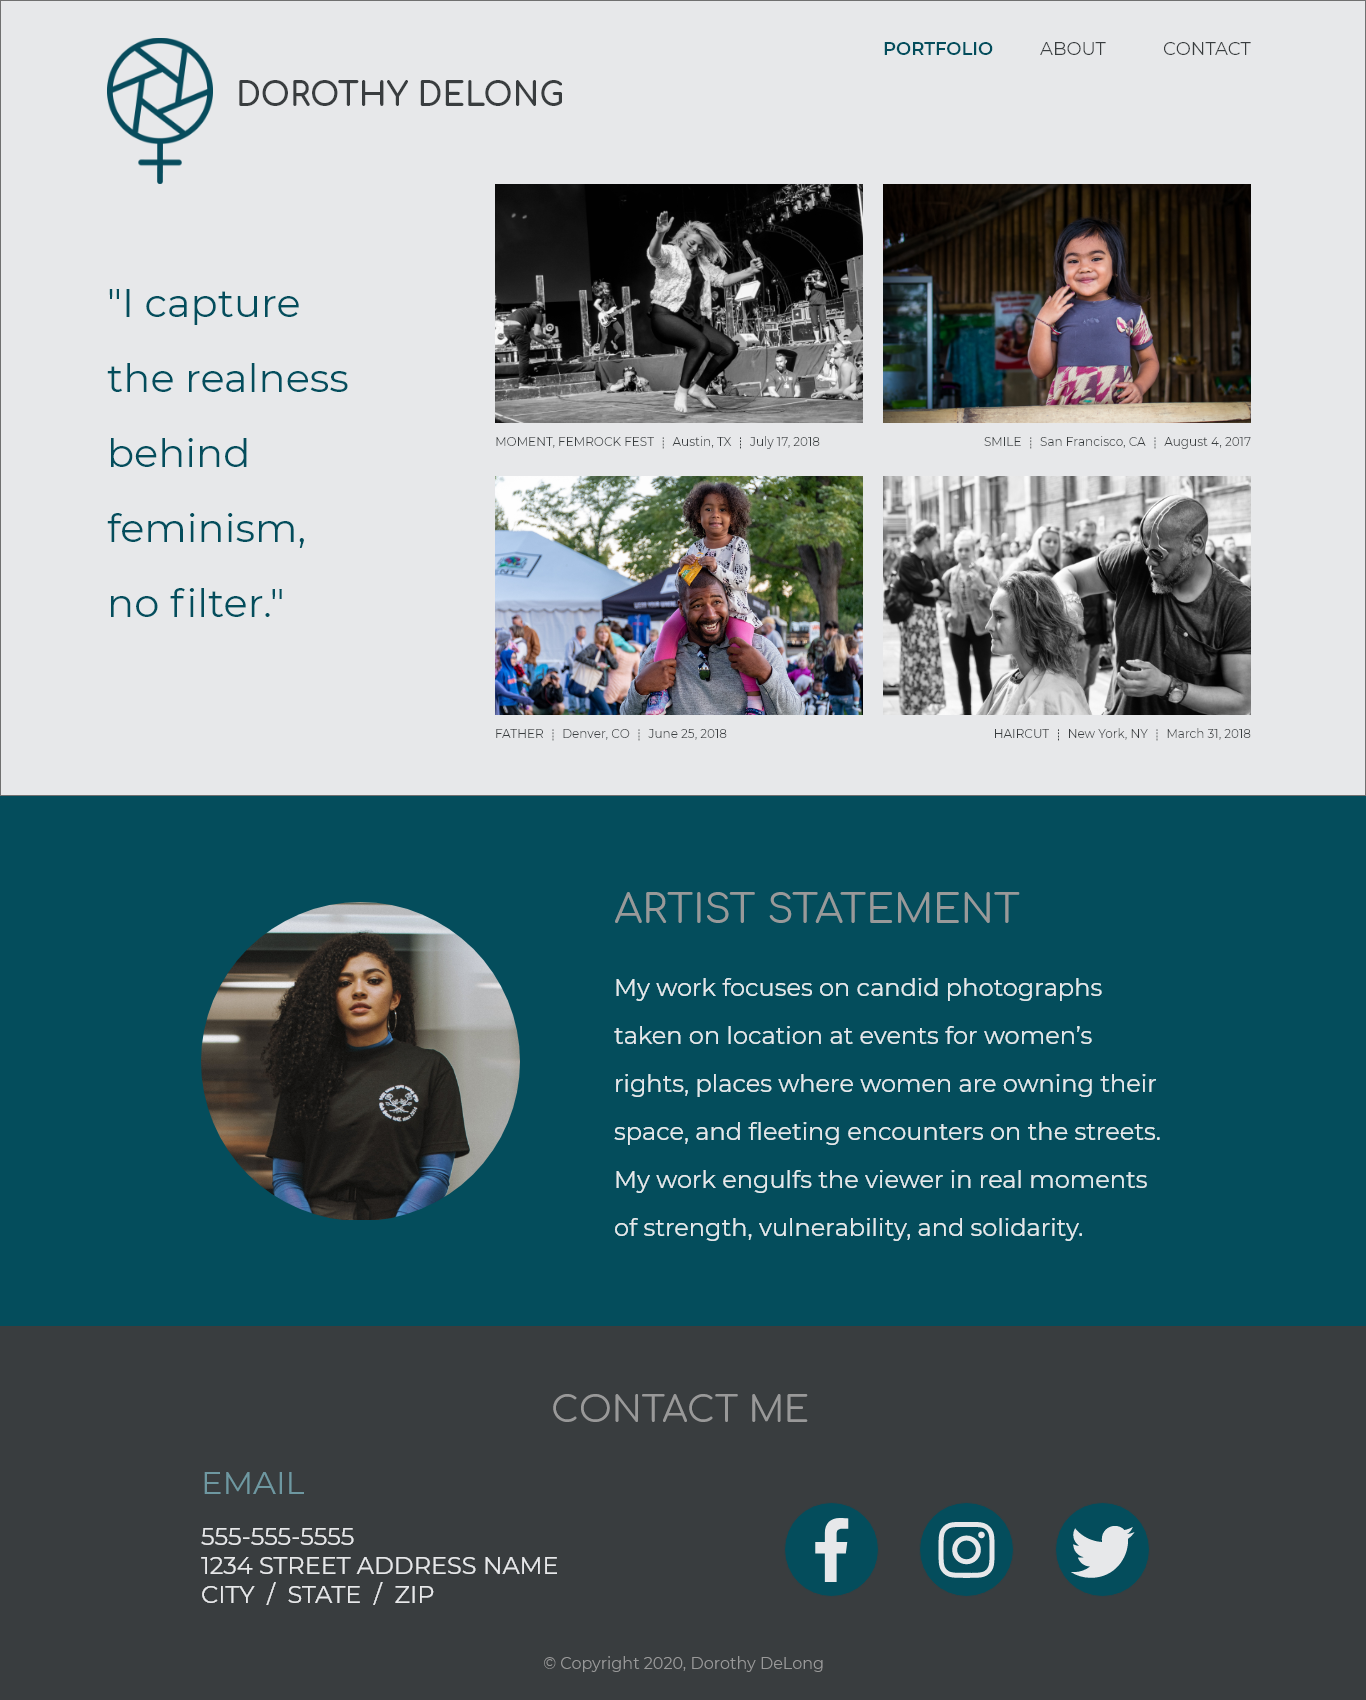 PORTFOLIO ABOUT CONTACT
DOROTHY DELONG
"I capture
the realness
behind
feminism,
no filter."
MOMENT, FEMROCK FEST ⋮ Austin, TX ⋮ July 17, 2018
SMILE ⋮ San Francisco, CA ⋮ August 4, 2017
FATHER ⋮ Denver, CO ⋮ June 25, 2018
HAIRCUT ⋮ New York, NY ⋮ March 31, 2018
ARTIST STATEMENT
My work focuses on candid photographs
taken on location at events for women’s
rights, places where women are owning their
space, and fleeting encounters on the streets.
My work engulfs the viewer in real moments
of strength, vulnerability, and solidarity.
CONTACT ME
EMAIL
555-555-5555
1234 STREET ADDRESS NAME
CITY / STATE / ZIP
© Copyright 2020, Dorothy DeLong